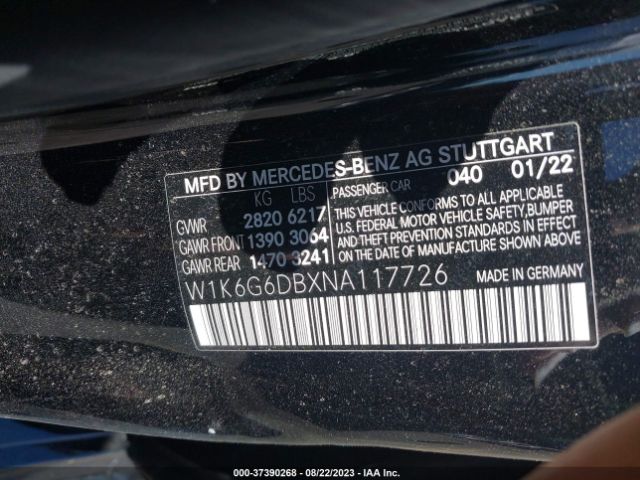 MFD BY MERCEDES-BENZ AG STUTTGART
KG LBS PASSENGER CAR 040 01/22
GVWR 2820 6217
GAWR FRONT 1390 3064
GAWR REAR 1470 3241
THIS VEHICLE CONFORMS TO ALL APPLICABLE
U.S. FEDERAL MOTOR VEHICLE SAFETY, BUMPER
AND THEFT PREVENTION STANDARDS IN EFFECT
ON THE DATE OF MANUFACTURE SHOWN ABOVE.
W1K6G6DBXNA117726 MADE IN GERMANY
000-37390268 - 08/22/2023 - IAA Inc.